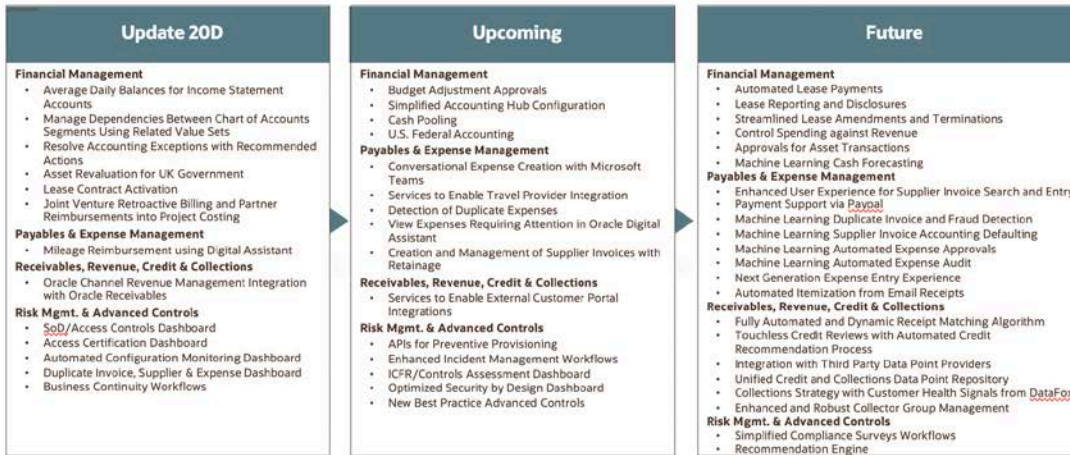 Update 20D
Financial Management
• Average Daily Balances for Income Statement
Accounts
• Manage Dependencies Between Chart of Accounts
Segments Using Related Value Sets
• Resolve Accounting Exceptions with Recommended
Actions
• Asset Revaluation for UK Government
• Lease Contract Activation
• Joint Venture Retroactive Billing and Partner
Reimbursements into Project Costing
Payables & Expense Management
• Mileage Reimbursement using Digital Assistant
Receivables, Revenue, Credit & Collections
• Oracle Channel Revenue Management Integration
with Oracle Receivables
Risk Mgmt. & Advanced Controls
• SoD/Access Controls Dashboard
• Access Certification Dashboard
• Automated Configuration Monitoring Dashboard
• Duplicate Invoice, Supplier & Expense Dashboard
• Business Continuity Workflows
Upcoming
Financial Management
• Budget Adjustment Approvals
• Simplified Accounting Hub Configuration
• Cash Pooling
• U.S. Federal Accounting
Payables & Expense Management
• Conversational Expense Creation with Microsoft
Teams
• Services to Enable Travel Provider Integration
• Detection of Duplicate Expenses
• View Expenses Requiring Attention in Oracle Digital
Assistant
• Creation and Management of Supplier Invoices with
Retainage
Receivables, Revenue, Credit & Collections
• Services to Enable External Customer Portal
Integrations
Risk Mgmt. & Advanced Controls
• APIs for Preventive Provisioning
• Enhanced Incident Management Workflows
• ICFR/Controls Assessment Dashboard
• Optimized Security by Design Dashboard
• New Best Practice Advanced Controls
Future
Financial Management
• Automated Lease Payments
• Lease Reporting and Disclosures
• Streamlined Lease Amendments and Terminations
• Control Spending against Revenue
• Approvals for Asset Transactions
• Machine Learning Cash Forecasting
Payables & Expense Management
• Enhanced User Experience for Supplier Invoice Search and Entry
• Payment Support via Paypal
• Machine Learning Duplicate Invoice and Fraud Detection
• Machine Learning Supplier Invoice Accounting Defaulting
• Machine Learning Automated Expense Approvals
• Machine Learning Automated Expense Audit
• Next Generation Expense Entry Experience
• Automated Itemization from Email Receipts
Receivables, Revenue, Credit & Collections
• Fully Automated and Dynamic Receipt Matching Algorithm
• Touchless Credit Reviews with Automated Credit
Recommendation Process
• Integration with Third Party Data Point Providers
• Unified Credit and Collections Data Point Repository
• Collections Strategy with Customer Health Signals from DataFox
• Enhanced and Robust Collector Group Management
Risk Mgmt. & Advanced Controls
• Simplified Compliance Surveys Workflows
• Recommendation Engine